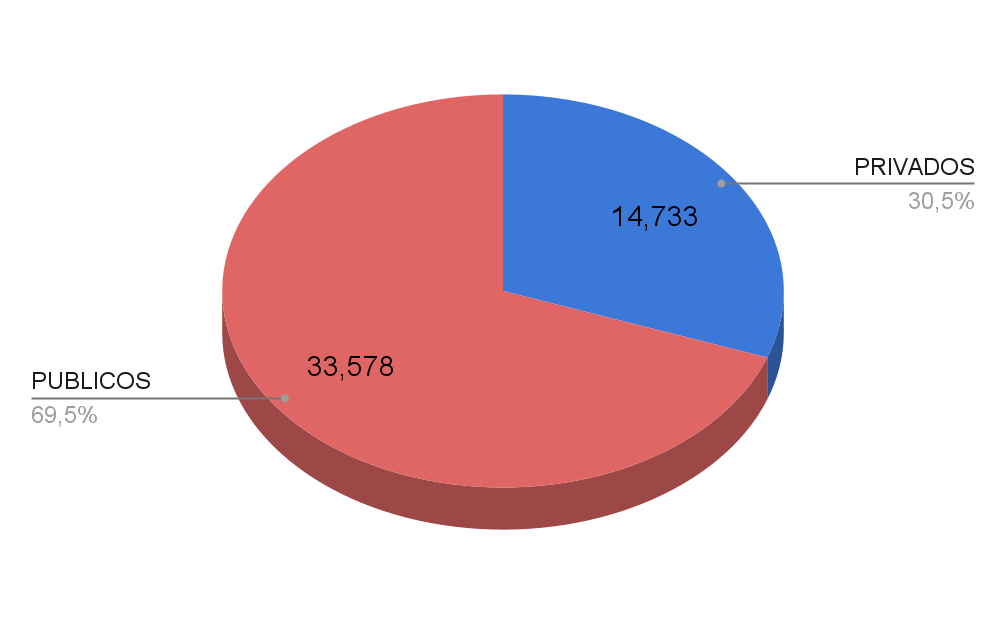 PRIVADOS
30,5%
14,733
33,578
PUBLICOS
69,5%